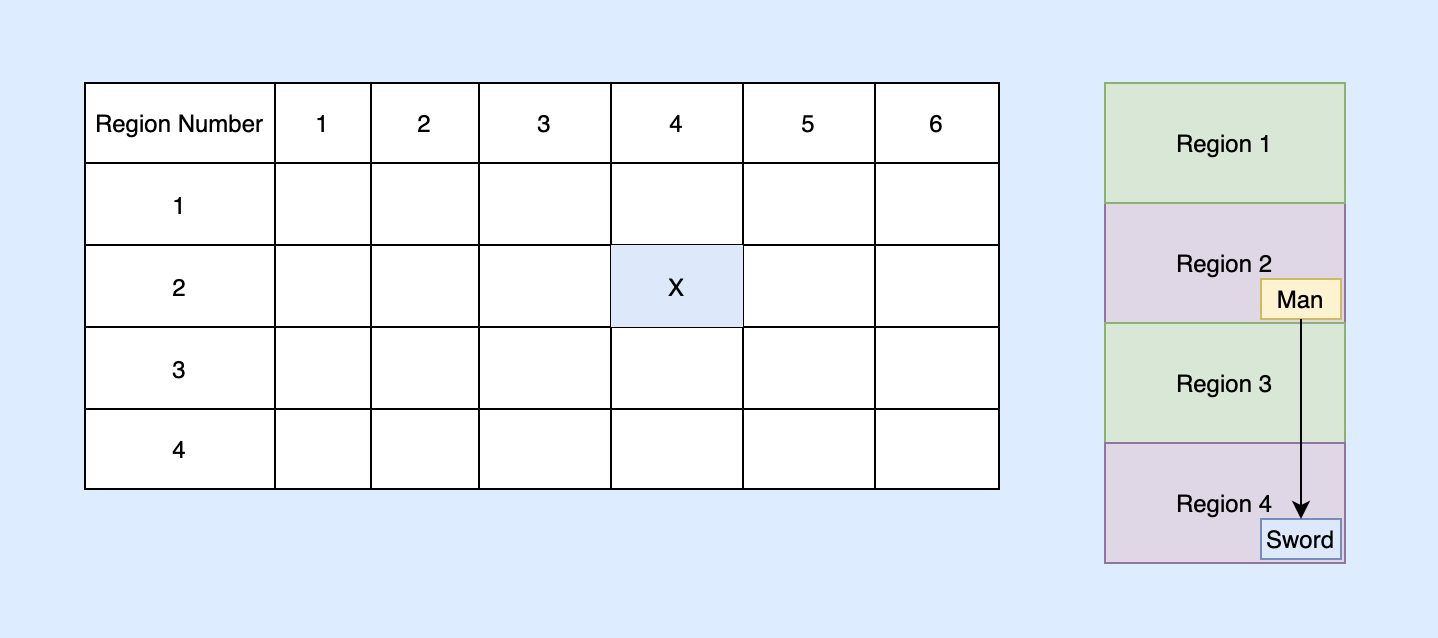 Region Number 1 2 3 4 5 6
1
2 X
3
4
Region 1
Region 2
Man
Region 3
Region 4
Sword